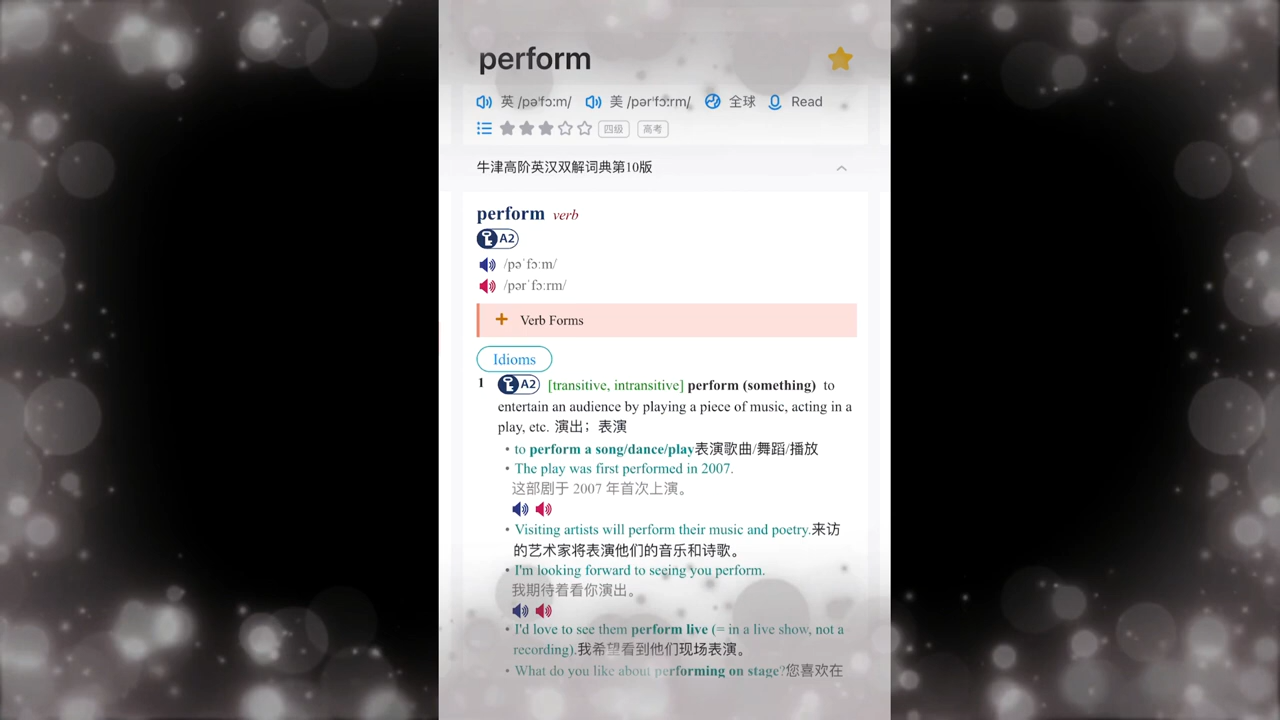 perform
英 /pə'fɔːm/ 美 /pər'fɔːrm/ 全球 Read
四级 高考
牛津高阶英汉双解词典第10版
perform verb
A2
/pəˈfɔːm/
/pərˈfɔːrm/
+ Verb Forms
Idioms
1 A2 [transitive, intransitive] perform (something) to
entertain an audience by playing a piece of music, acting in a
play, etc. 演出；表演
• to perform a song/dance/play表演歌曲/舞蹈/播放
• The play was first performed in 2007.
这部剧于 2007 年首次上演。
• Visiting artists will perform their music and poetry.来访
的艺术家将表演他们的音乐和诗歌。
• I'm looking forward to seeing you perform.
我期待着看你演出。
• I'd love to see them perform live (= in a live show, not a
recording).我希望看到他们现场表演。
• What do you like about performing on stage?您喜欢在